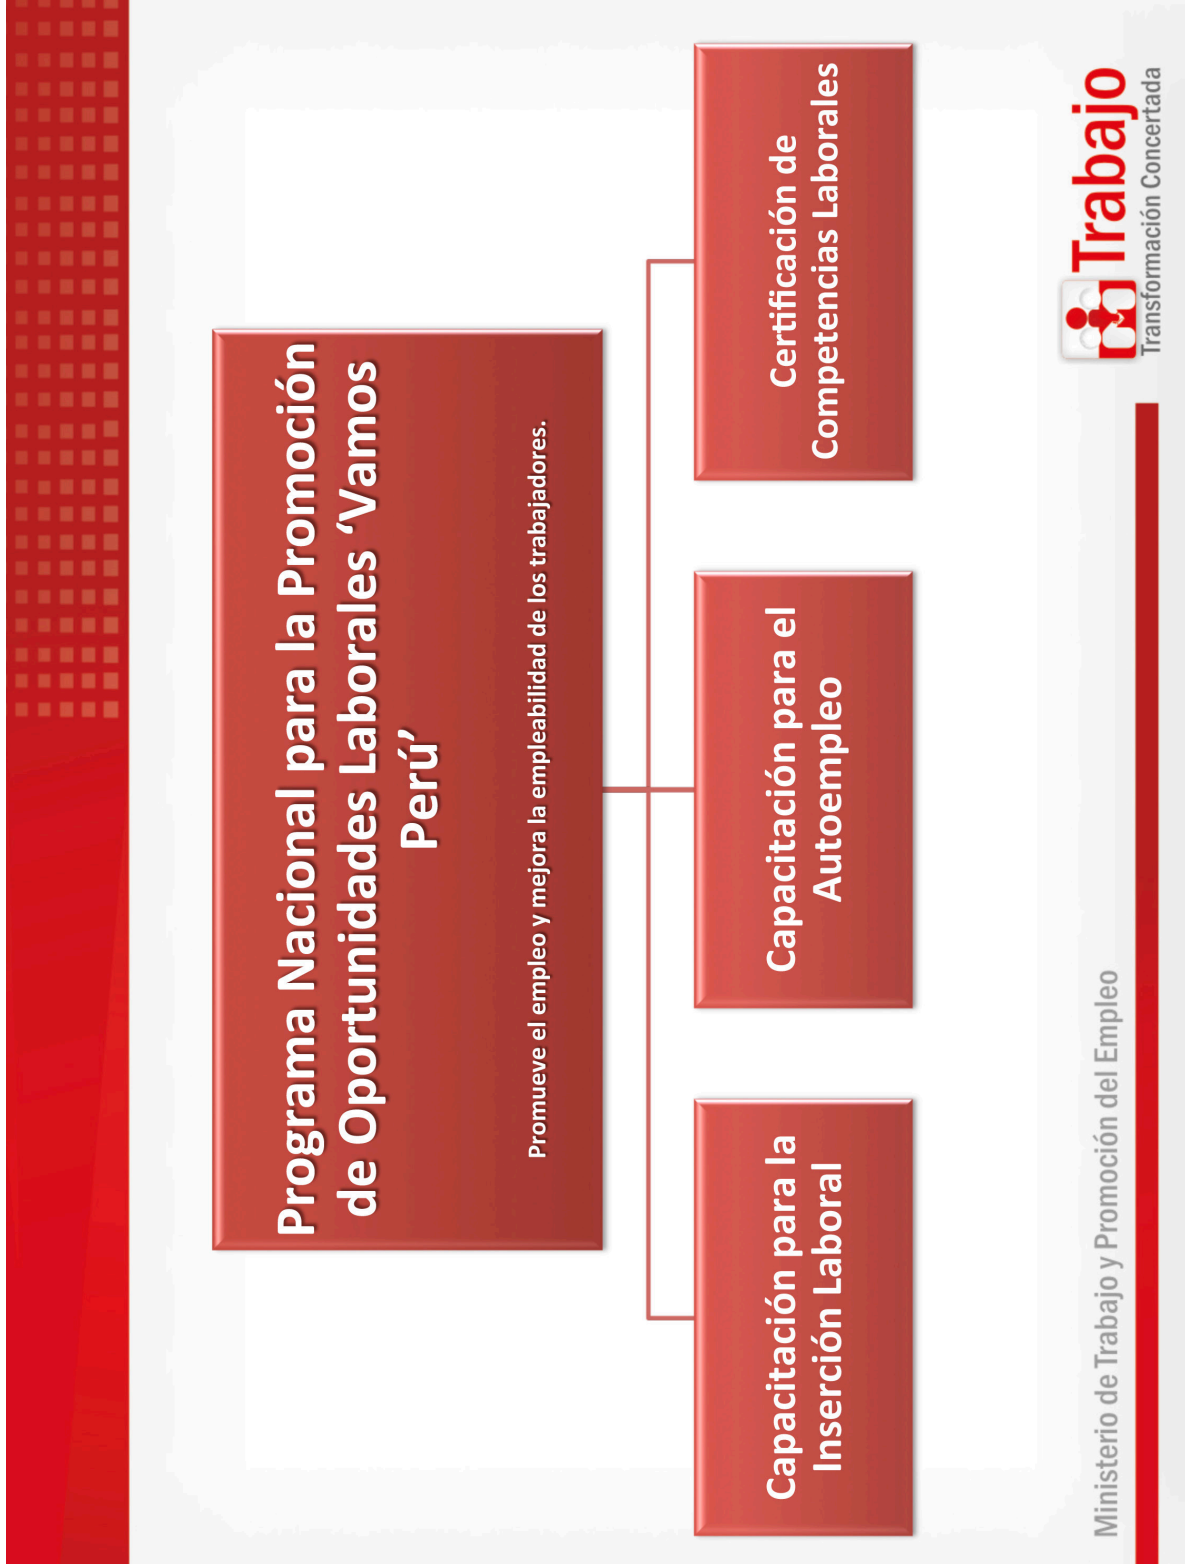 Programa Nacional para la Promoción
de Oportunidades Laborales ‘Vamos
Perú’
Promueve el empleo y mejora la empleabilidad de los trabajadores.
Capacitación para la
Inserción Laboral
Capacitación para el
Autoempleo
Certificación de
Competencias Laborales
Ministerio de Trabajo y Promoción del Empleo
Trabajo
Transformación Concertada